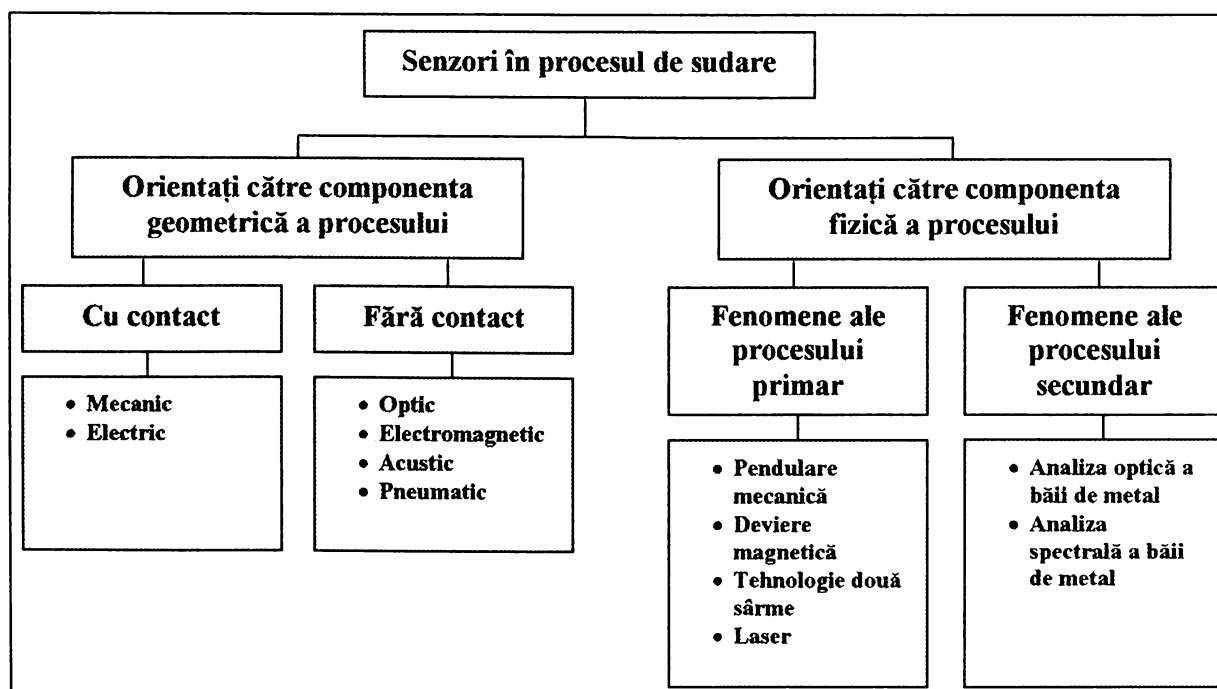 Senzori în procesul de sudare
Orientați către componenta
geometrică a procesului
Orientați către componenta
fizică a procesului
Cu contact
Fără contact
Fenomene ale
procesului
primar
Fenomene ale
procesului
secundar
• Mecanic
• Electric
• Optic
• Electromagnetic
• Acustic
• Pneumatic
• Pendulare
mecanică
• Deviere
magnetică
• Tehnologie două
sârme
• Laser
• Analiza optică a
băii de metal
• Analiza
spectrală a băii
de metal